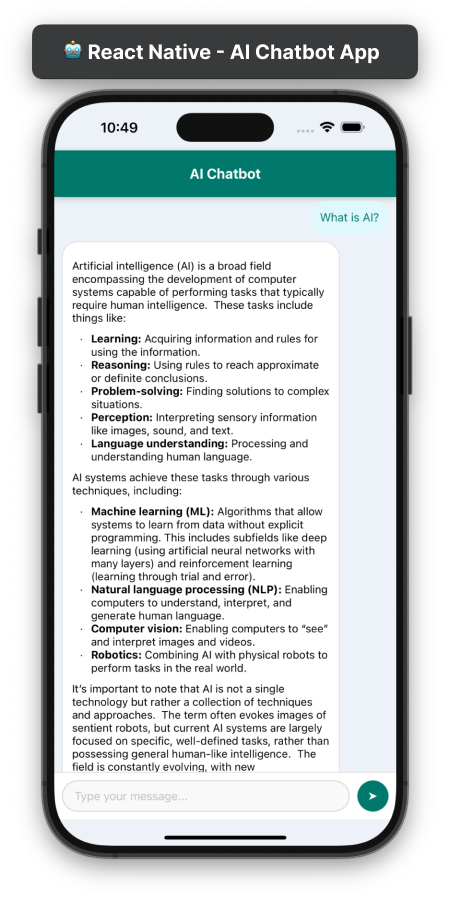 🤖 React Native - AI Chatbot App
10:49
AI Chatbot
What is AI?
Artificial intelligence (AI) is a broad field
encompassing the development of computer
systems capable of performing tasks that typically
require human intelligence.  These tasks include
things like:
· Learning: Acquiring information and rules for
using the information.
· Reasoning: Using rules to reach approximate
or definite conclusions.
· Problem-solving: Finding solutions to complex
situations.
· Perception: Interpreting sensory information
like images, sound, and text.
· Language understanding: Processing and
understanding human language.
AI systems achieve these tasks through various
techniques, including:
· Machine learning (ML): Algorithms that allow
systems to learn from data without explicit
programming. This includes subfields like deep
learning (using artificial neural networks with
many layers) and reinforcement learning
(learning through trial and error).
· Natural language processing (NLP): Enabling
computers to understand, interpret, and
generate human language.
· Computer vision: Enabling computers to “see”
and interpret images and videos.
· Robotics: Combining AI with physical robots to
perform tasks in the real world.
It’s important to note that AI is not a single
technology but rather a collection of techniques
and approaches.  The term often evokes images of
sentient robots, but current AI systems are largely
focused on specific, well-defined tasks, rather than
possessing general human-like intelligence.  The
field is constantly evolving, with new
Type your message...